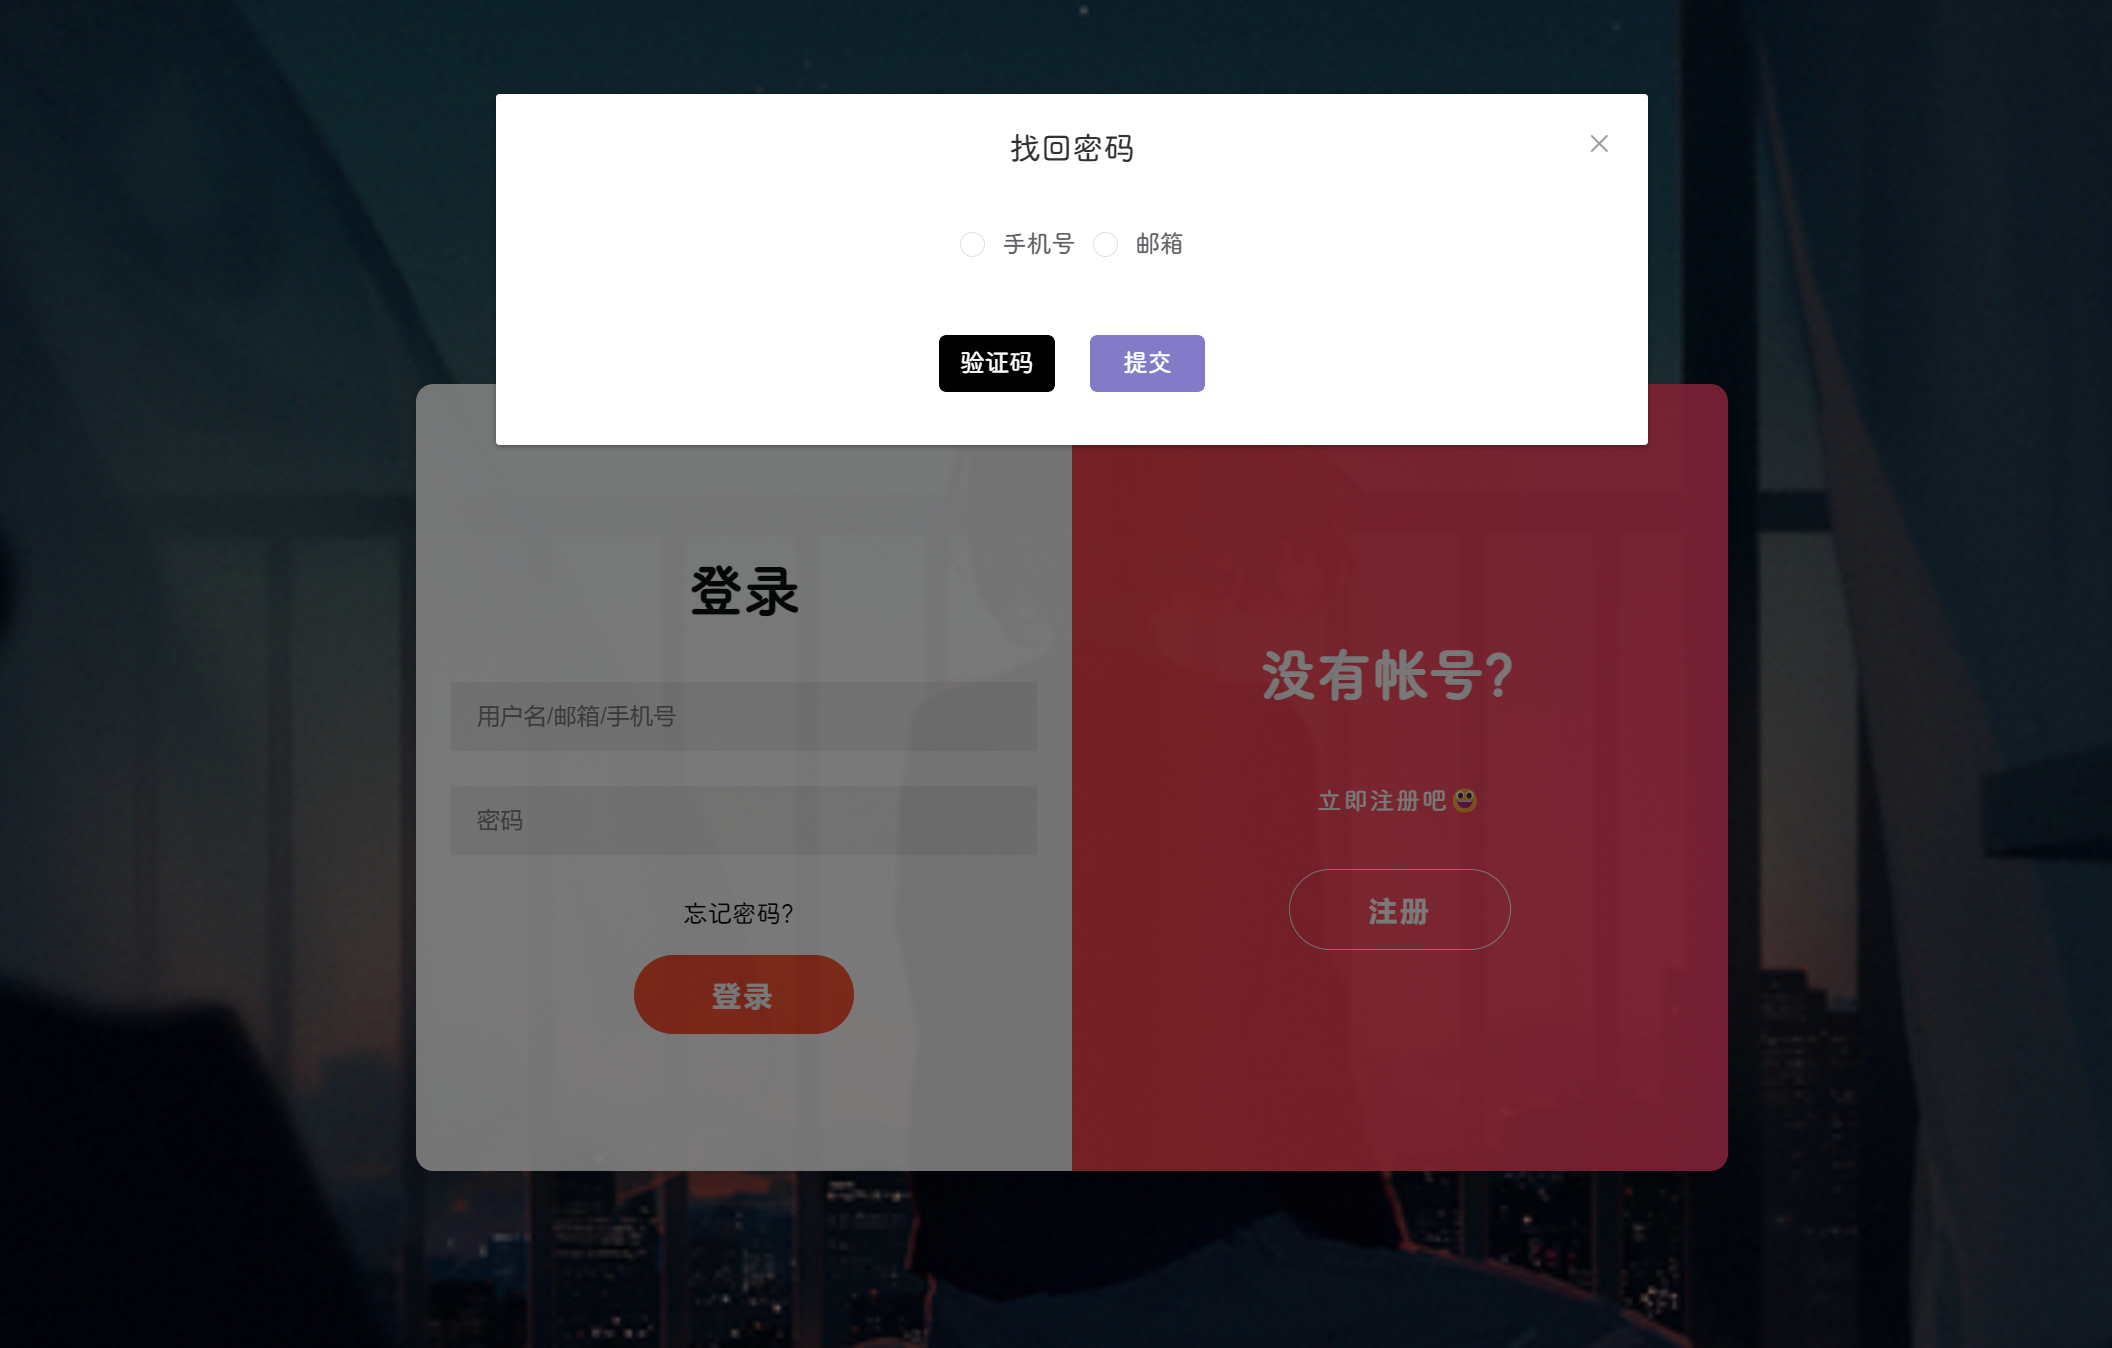 找回密码
手机号 邮箱
验证码 提交
登录
用户名/邮箱/手机号
密码
忘记密码?
登录
没有帐号?
立即注册吧😀
注册